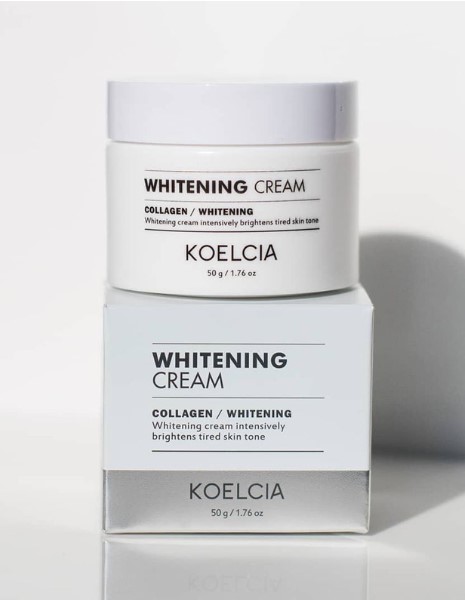 WHITENING CREAM
COLLAGEN / WHITENING
Whitening cream intensively brightens tired skin tone
KOELCIA
50 g / 1.76 oz
WHITENING
CREAM
COLLAGEN / WHITENING
Whitening cream intensively
brightens tired skin tone
KOELCIA
50 g / 1.76 oz